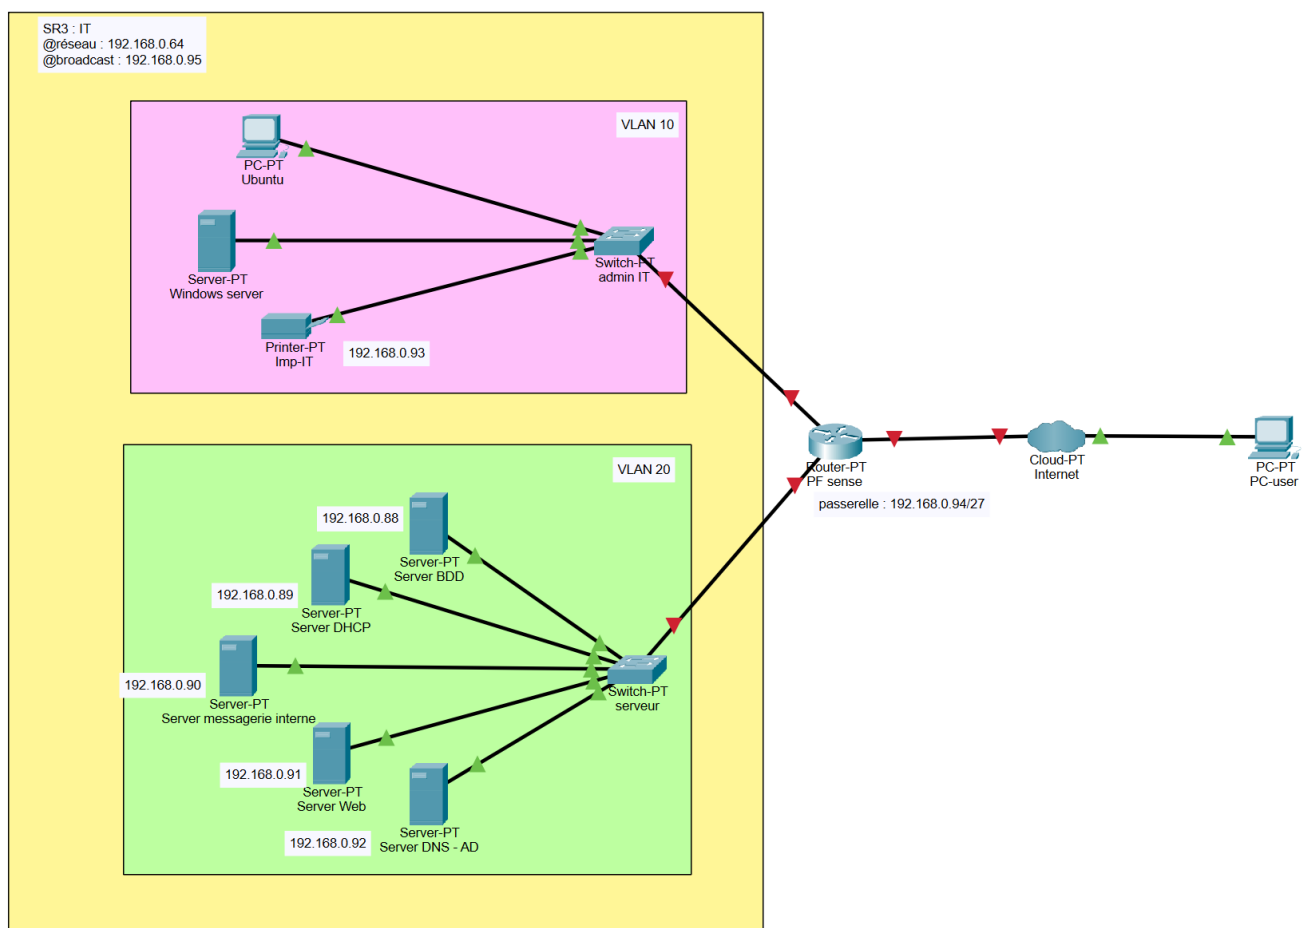 SR3 : IT
@réseau : 192.168.0.64
@broadcast : 192.168.0.95
VLAN 10
PC-PT
Ubuntu
Server-PT
Windows server
Switch-PT
admin IT
Printer-PT
Imp-IT
192.168.0.93
Router-PT
PF sense
passerelle : 192.168.0.94/27
Cloud-PT
Internet
PC-PT
PC-user
VLAN 20
192.168.0.88
Server-PT
Server BDD
192.168.0.89
Server-PT
Server DHCP
192.168.0.90
Server-PT
Server messagerie interne
Switch-PT
serveur
192.168.0.91
Server-PT
Server Web
192.168.0.92
Server-PT
Server DNS - AD